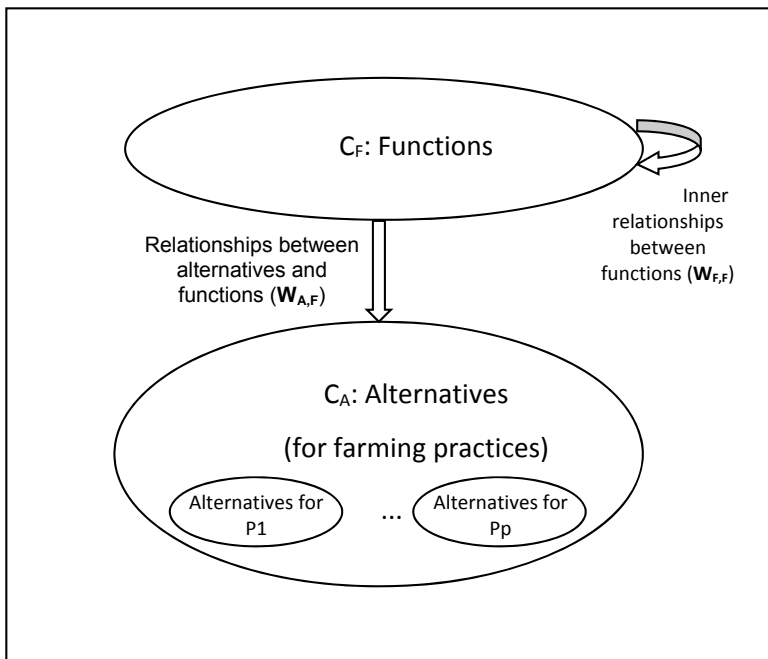 C_F: Functions
Inner
relationships
between
functions (W_F,F)
Relationships between
alternatives and
functions (W_A,F)
C_A: Alternatives
(for farming practices)
Alternatives for
P1
...
Alternatives for
Pp